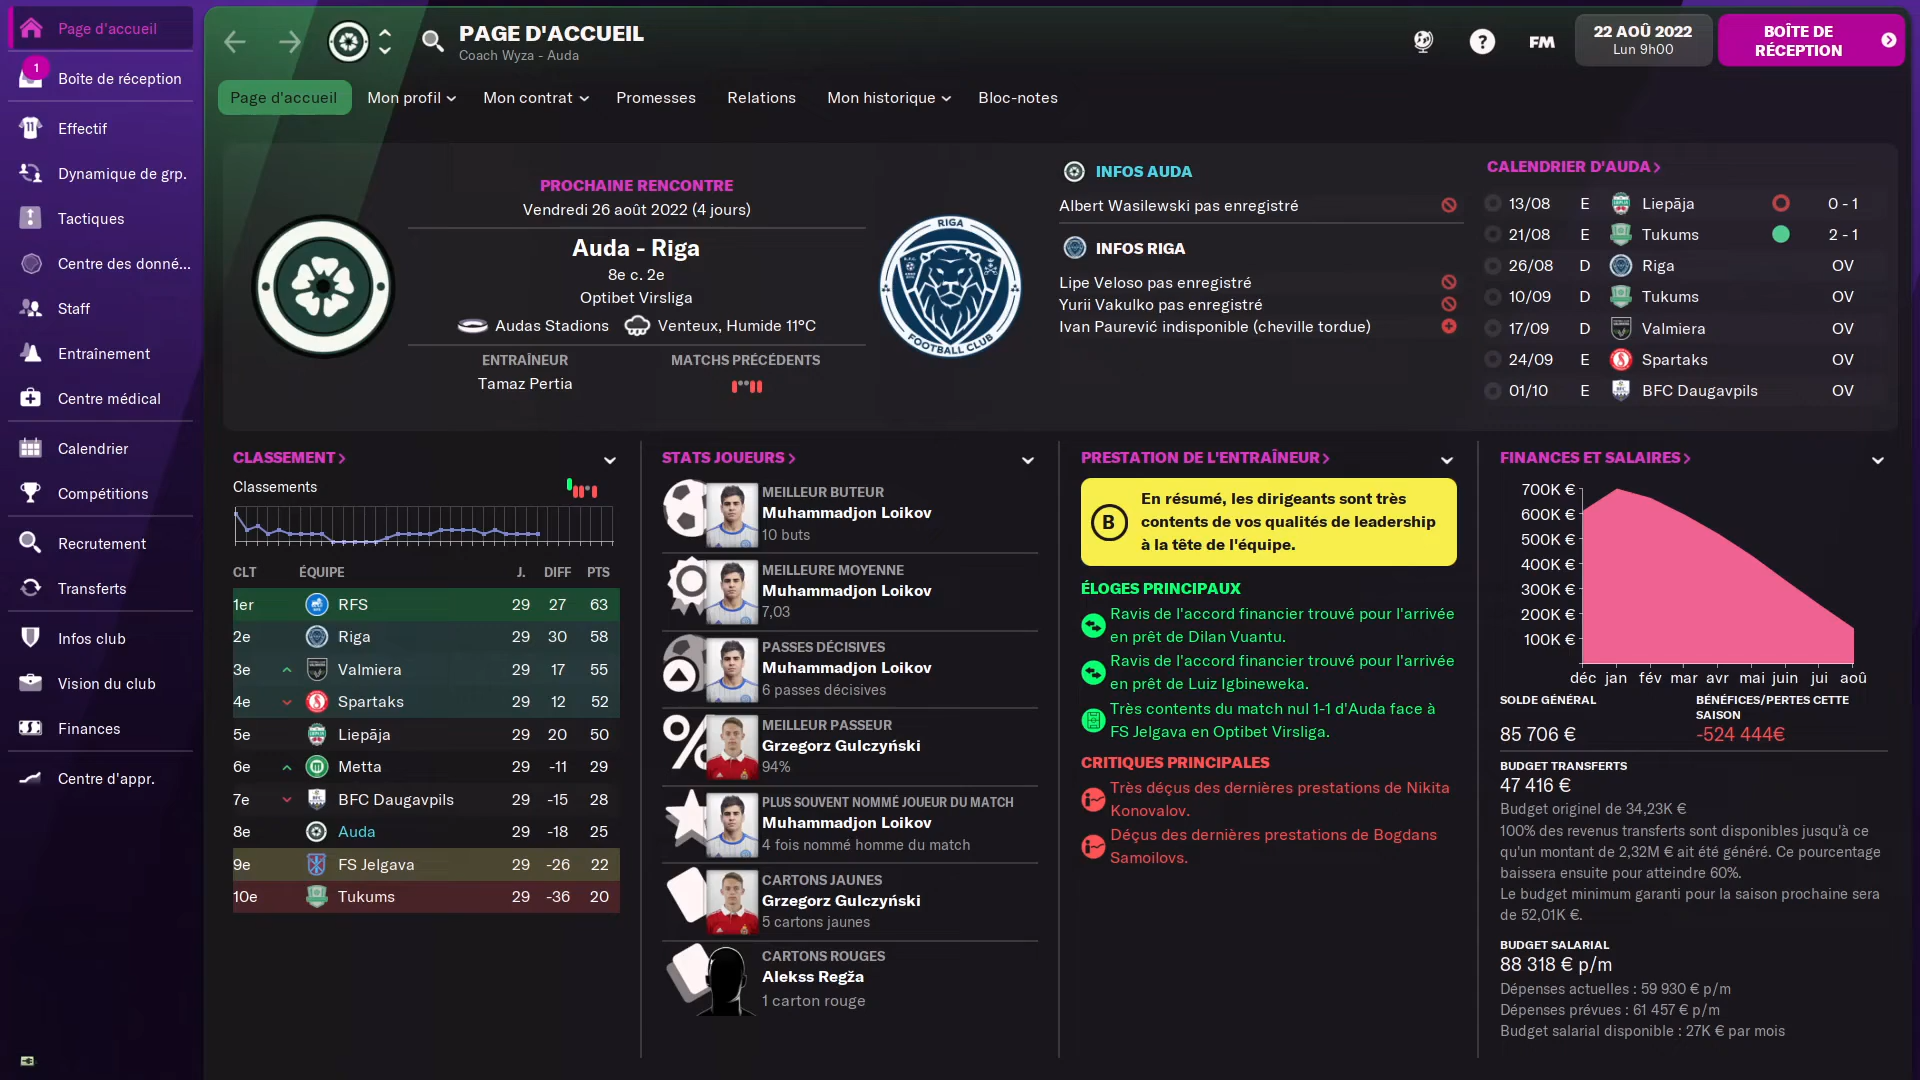 Page d'accueil
1
Boite de réception
Effectif
Dynamique de grp.
Tactiques
Centre des donné...
Staff
Entraînement
Centre médical
Calendrier
Compétitions
Recrutement
Transferts
Infos club
Vision du club
Finances
Centre d'appr.
PAGE D'ACCUEIL
Coach Wyza - Auda
?
FM
22 AOÛ 2022
Lun 9h00
BOÎTE DE
RÉCEPTION
Page d'accueil
Mon profil
Mon contrat
Promesses
Relations
Mon historique
Bloc-notes
PROCHAINE RENCONTRE
Vendredi 26 août 2022 (4 jours)
Auda - Riga
8e c. 2e
Optibet Virsliga
Audas Stadions
Venteux, Humide 11°C
ENTRAÎNEUR
MATCHS PRÉCÉDENTS
Tamaz Pertia
RIGA
FOOTBALL CLUB
INFOS AUDA
Albert Wasilewski pas enregistré
INFOS RIGA
Lipe Veloso pas enregistré
Yurii Vakulko pas enregistré
Ivan Paurević indisponible (cheville tordue)
CALENDRIER D'AUDA
13/08 E Liepāja 0 - 1
21/08 E Tukums 2 - 1
26/08 D Riga OV
10/09 D Tukums OV
17/09 D Valmiera OV
24/09 E Spartaks OV
01/10 E BFC Daugavpils OV
CLASSEMENT
Classements
CLT ÉQUIPE J. DIFF PTS
1er RFS 29 27 63
2e Riga 29 30 58
3e Valmiera 29 17 55
4e Spartaks 29 12 52
5e Liepāja 29 20 50
6e Metta 29 -11 29
7e BFC Daugavpils 29 -15 28
8e Auda 29 -18 25
9e FS Jelgava 29 -26 22
10e Tukums 29 -36 20
STATS JOUEURS
MEILLEUR BUTEUR
Muhammadjon Loikov
10 buts
MEILLEURE MOYENNE
Muhammadjon Loikov
7,03
PASSES DÉCISIVES
Muhammadjon Loikov
6 passes décisives
MEILLEUR PASSEUR
Grzegorz Gulczyński
94%
PLUS SOUVENT NOMMÉ JOUEUR DU MATCH
Muhammadjon Loikov
4 fois nommé homme du match
CARTONS JAUNES
Grzegorz Gulczyński
5 cartons jaunes
CARTONS ROUGES
Alekss Regža
1 carton rouge
PRESTATION DE L'ENTRAÎNEUR
B
En résumé, les dirigeants sont très
contents de vos qualités de leadership
à la tête de l'équipe.
ÉLOGES PRINCIPAUX
Ravis de l'accord financier trouvé pour l'arrivée
en prêt de Dilan Vuantu.
Ravis de l'accord financier trouvé pour l'arrivée
en prêt de Luiz Igbineweka.
Très contents du match nul 1-1 d'Auda face à
FS Jelgava en Optibet Virsliga.
CRITIQUES PRINCIPALES
Très déçus des dernières prestations de Nikita
Konovalov.
Déçus des dernières prestations de Bogdans
Samoilovs.
FINANCES ET SALAIRES
700K €
600K €
500K €
400K €
300K €
200K €
100K €
déc jan fév mar avr mai juin jui aoû
SOLDE GÉNÉRAL
85 706 €
BÉNÉFICES/PERTES CETTE
SAISON
-524 444€
BUDGET TRANSFERTS
47 416 €
Budget originel de 34,23K €
100% des revenus transferts sont disponibles jusqu'à ce
qu'un montant de 2,32M € ait été généré. Ce pourcentage
baissera ensuite pour atteindre 60%.
Le budget minimum garanti pour la saison prochaine sera
de 52,01K €.
BUDGET SALARIAL
88 318 € p/m
Dépenses actuelles : 59 930 € p/m
Dépenses prévues : 61 457 € p/m
Budget salarial disponible : 27K € par mois